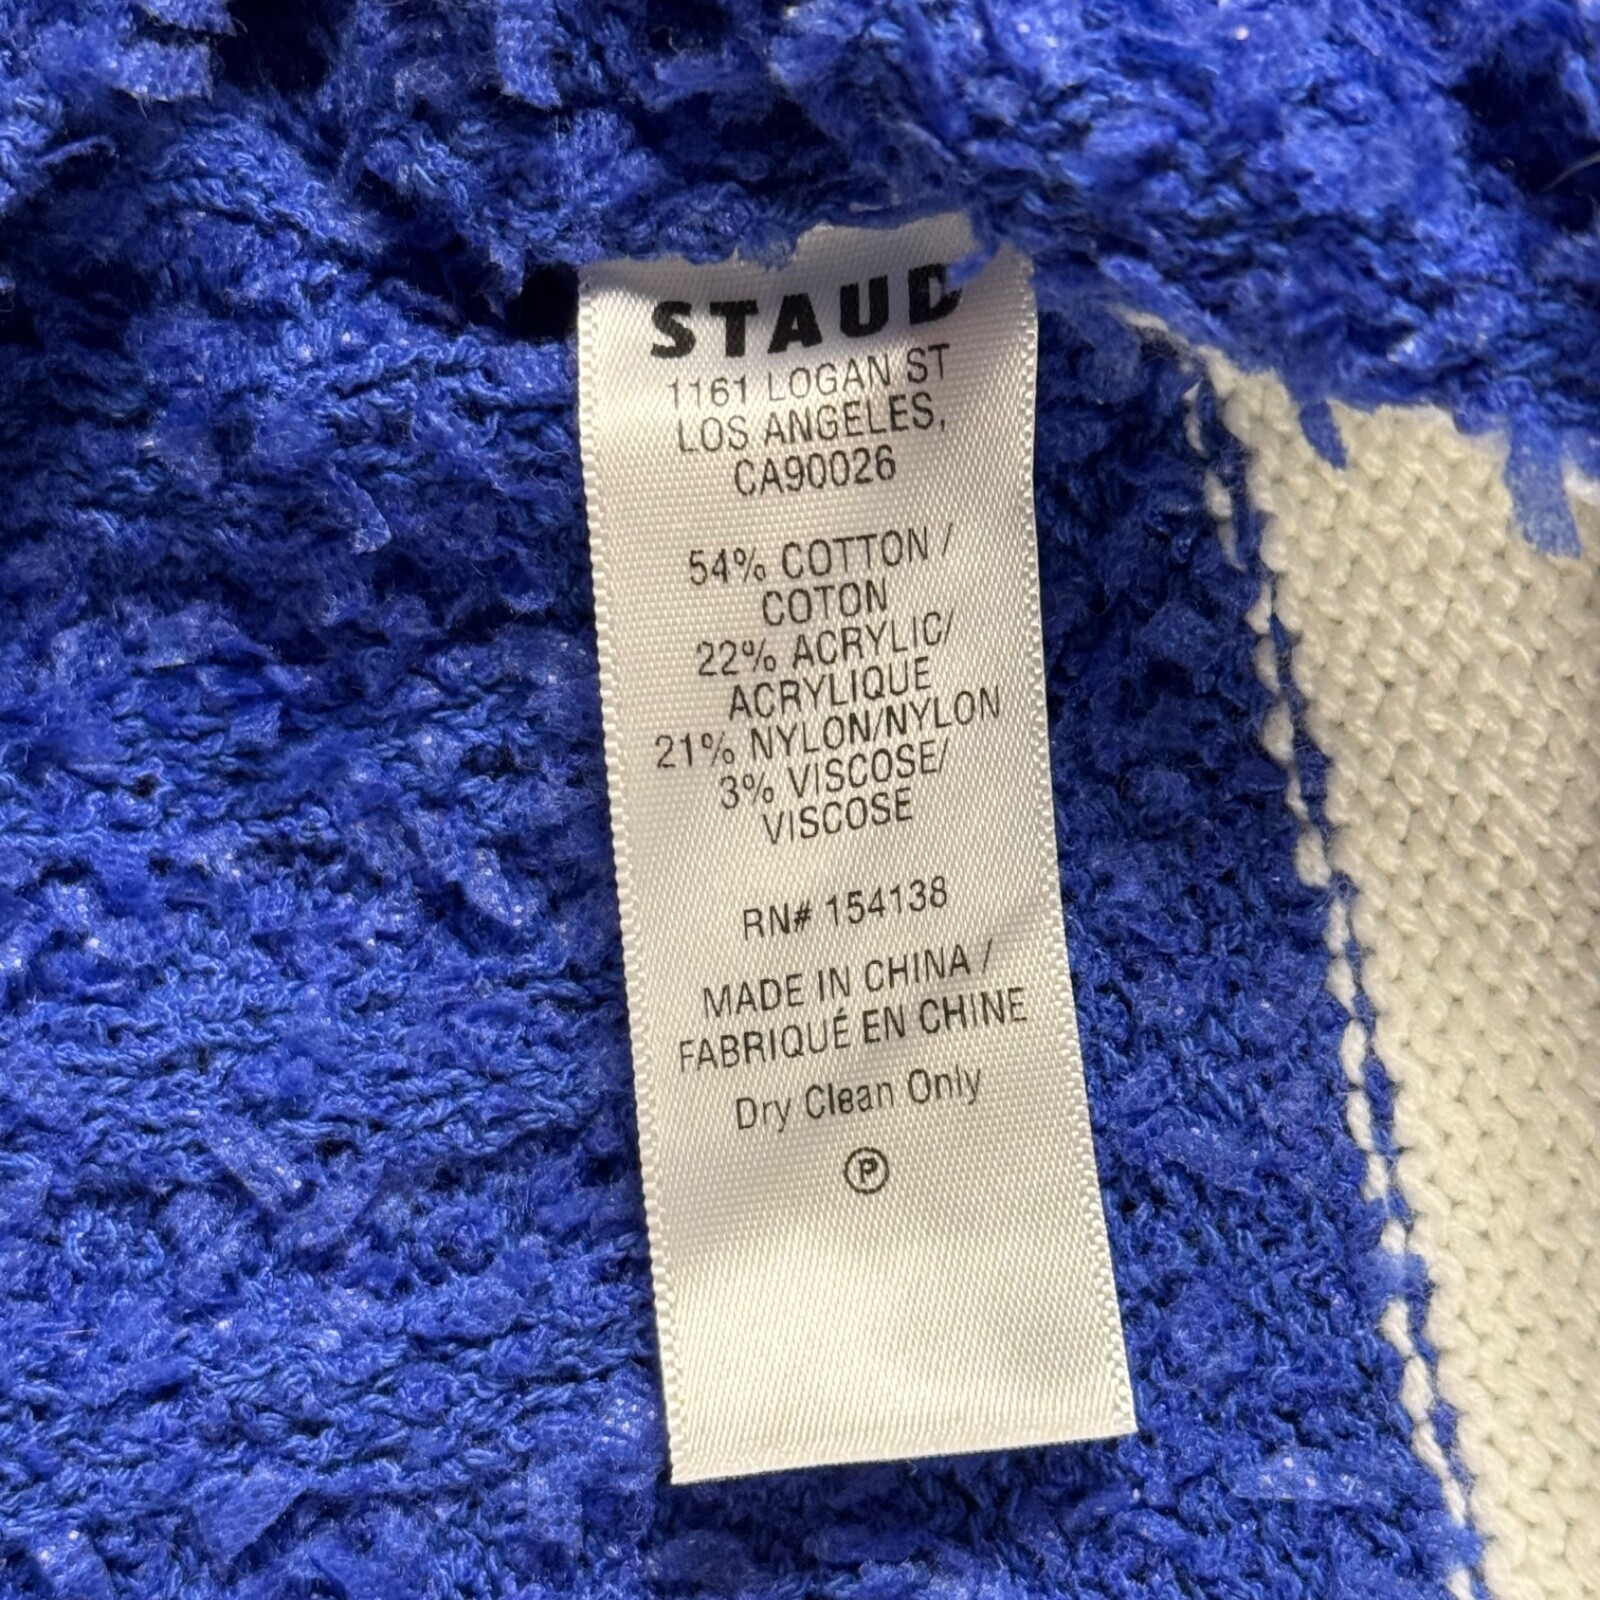 STAUD
1161 LOGAN ST
LOS ANGELES,
CA90026
54% COTTON /
COTON
22% ACRYLIC/
ACRYLIQUE
21% NYLON/NYLON
3% VISCOSE/
VISCOSE
RN# 154138
MADE IN CHINA /
FABRIQUÉ EN CHINE
Dry Clean Only
P